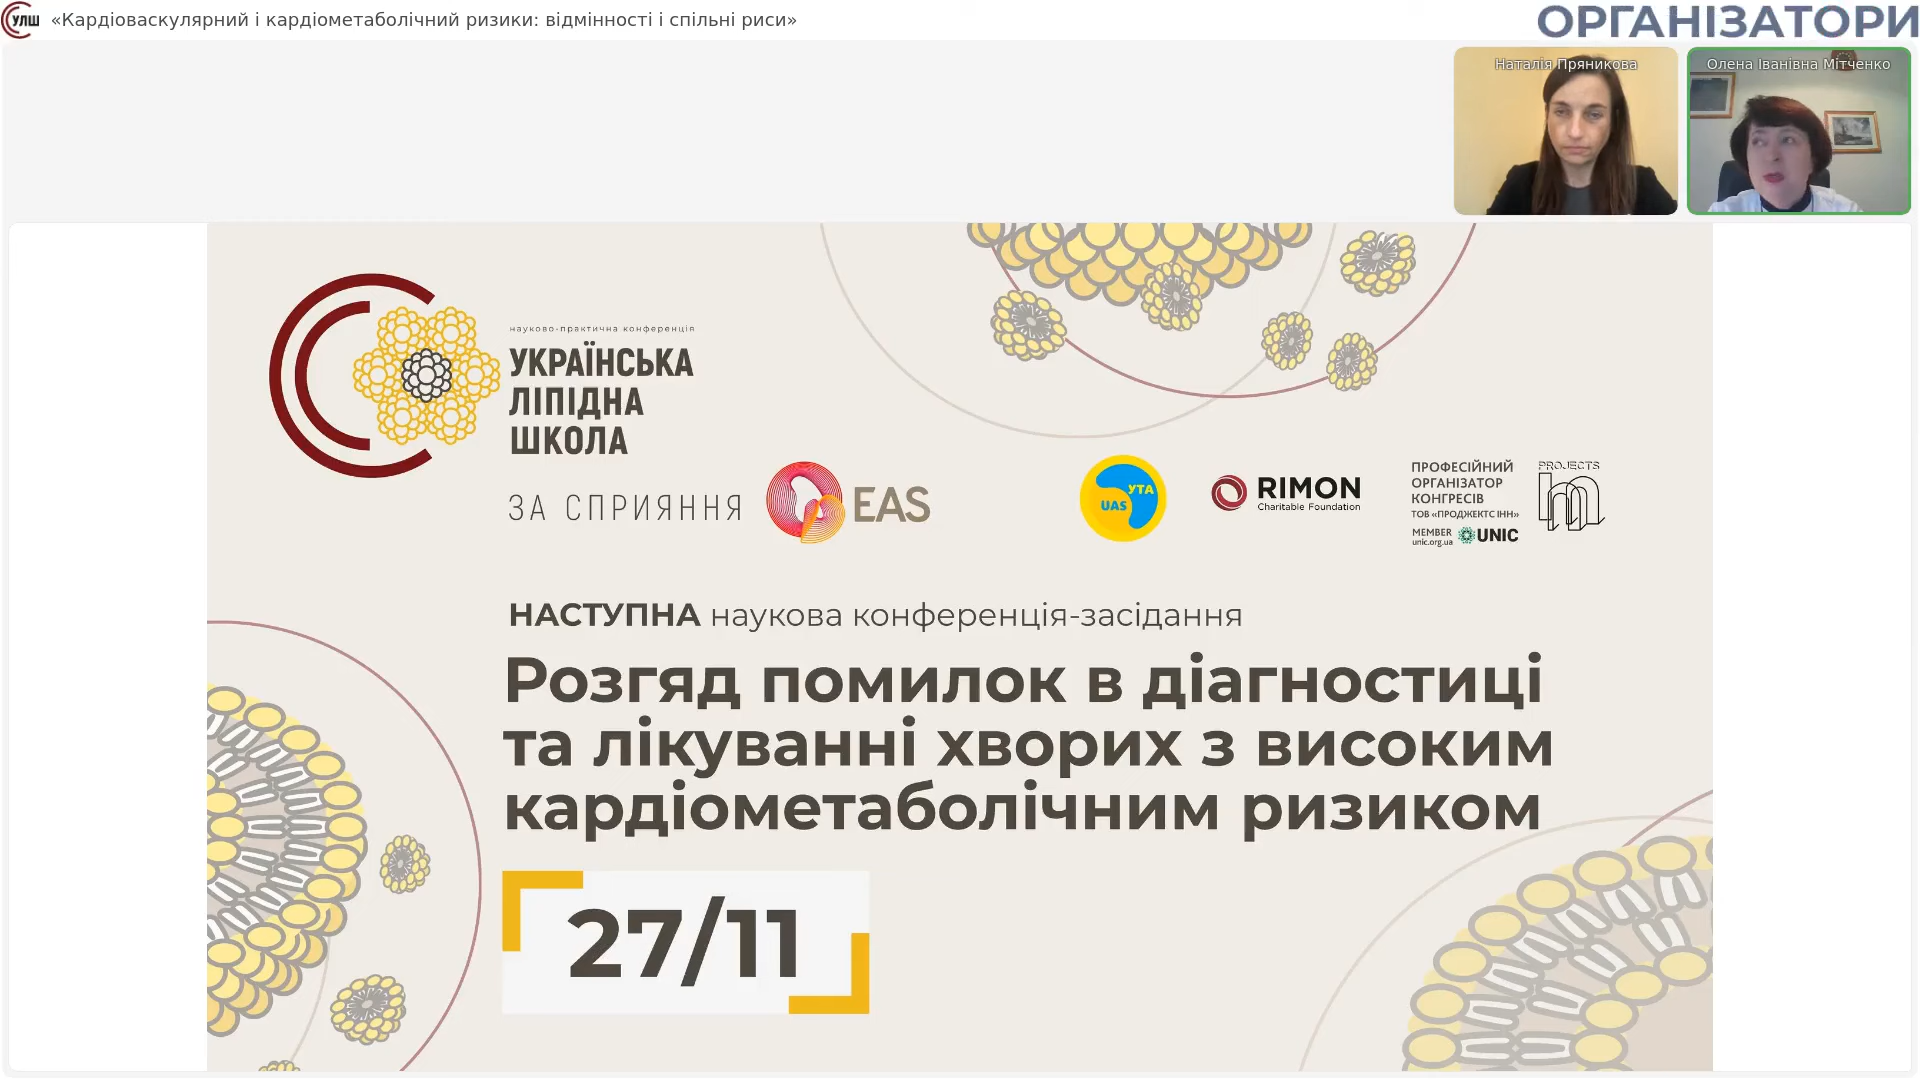 УЛШ «Кардіоваскулярний і кардіометаболічний ризики: відмінності і спільні риси»
ОРГАНІЗАТОРИ
Наталія Пряникова
Олена Іванівна Мітченко
науково-практична конференція
УКРАЇНСЬКА
ЛІПІДНА
ШКОЛА
ЗА СПРИЯННЯ
EAS
УТА
UAS
RIMON
Charitable Foundation
ПРОФЕСІЙНИЙ
ОРГАНІЗАТОР
КОНГРЕСІВ
ТОВ «ПРОДЖЕКТС ІНН»
MEMBER
unic.org.ua
UNIC
PROJECTS
НАСТУПНА наукова конференція-засідання
Розгяд помилок в діагностиці
та лікуванні хворих з високим
кардіометаболічним ризиком
27/11